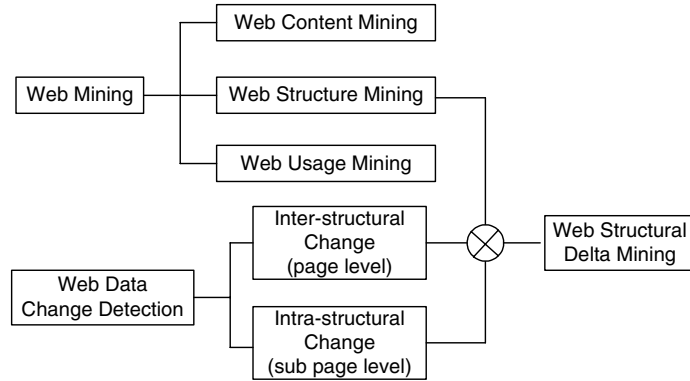 Web Content Mining
Web Mining
Web Structure Mining
Web Usage Mining
Inter-structural
Change
(page level)
Web Structural
Delta Mining
Web Data
Change Detection
Intra-structural
Change
(sub page level)